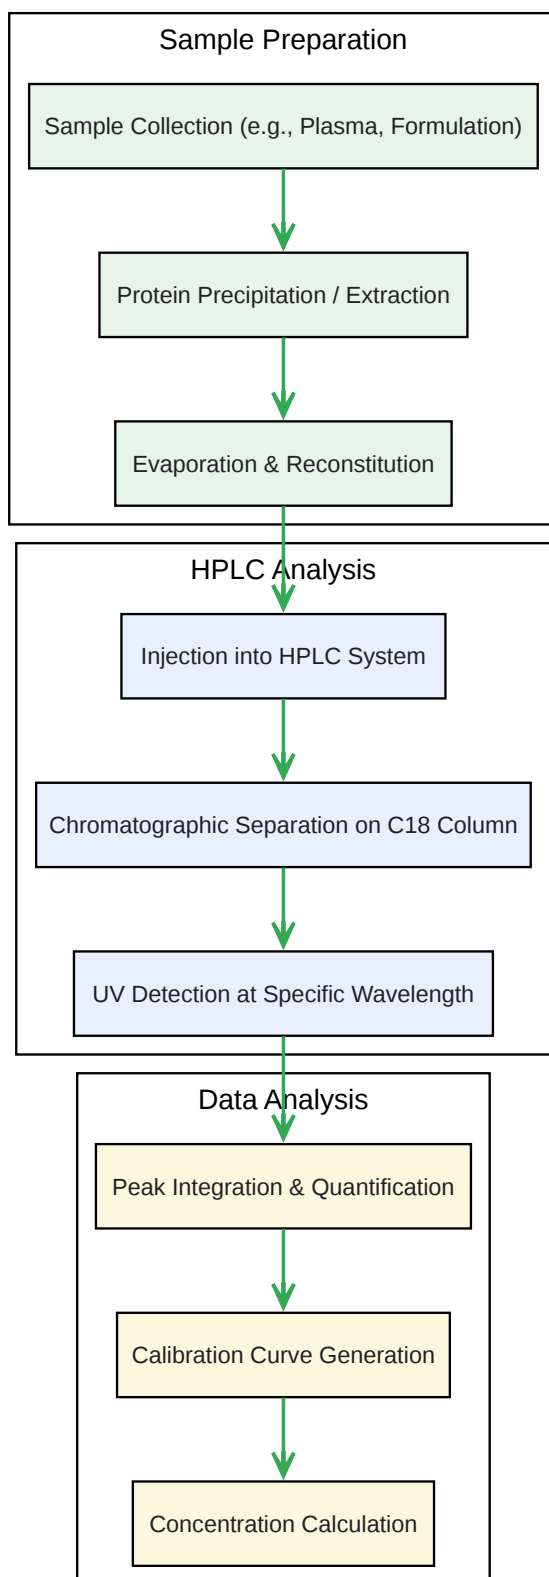 Sample Preparation
Sample Collection (e.g., Plasma, Formulation)
Protein Precipitation / Extraction
Evaporation & Reconstitution
HPLC Analysis
Injection into HPLC System
Chromatographic Separation on C18 Column
UV Detection at Specific Wavelength
Data Analysis
Peak Integration & Quantification
Calibration Curve Generation
Concentration Calculation